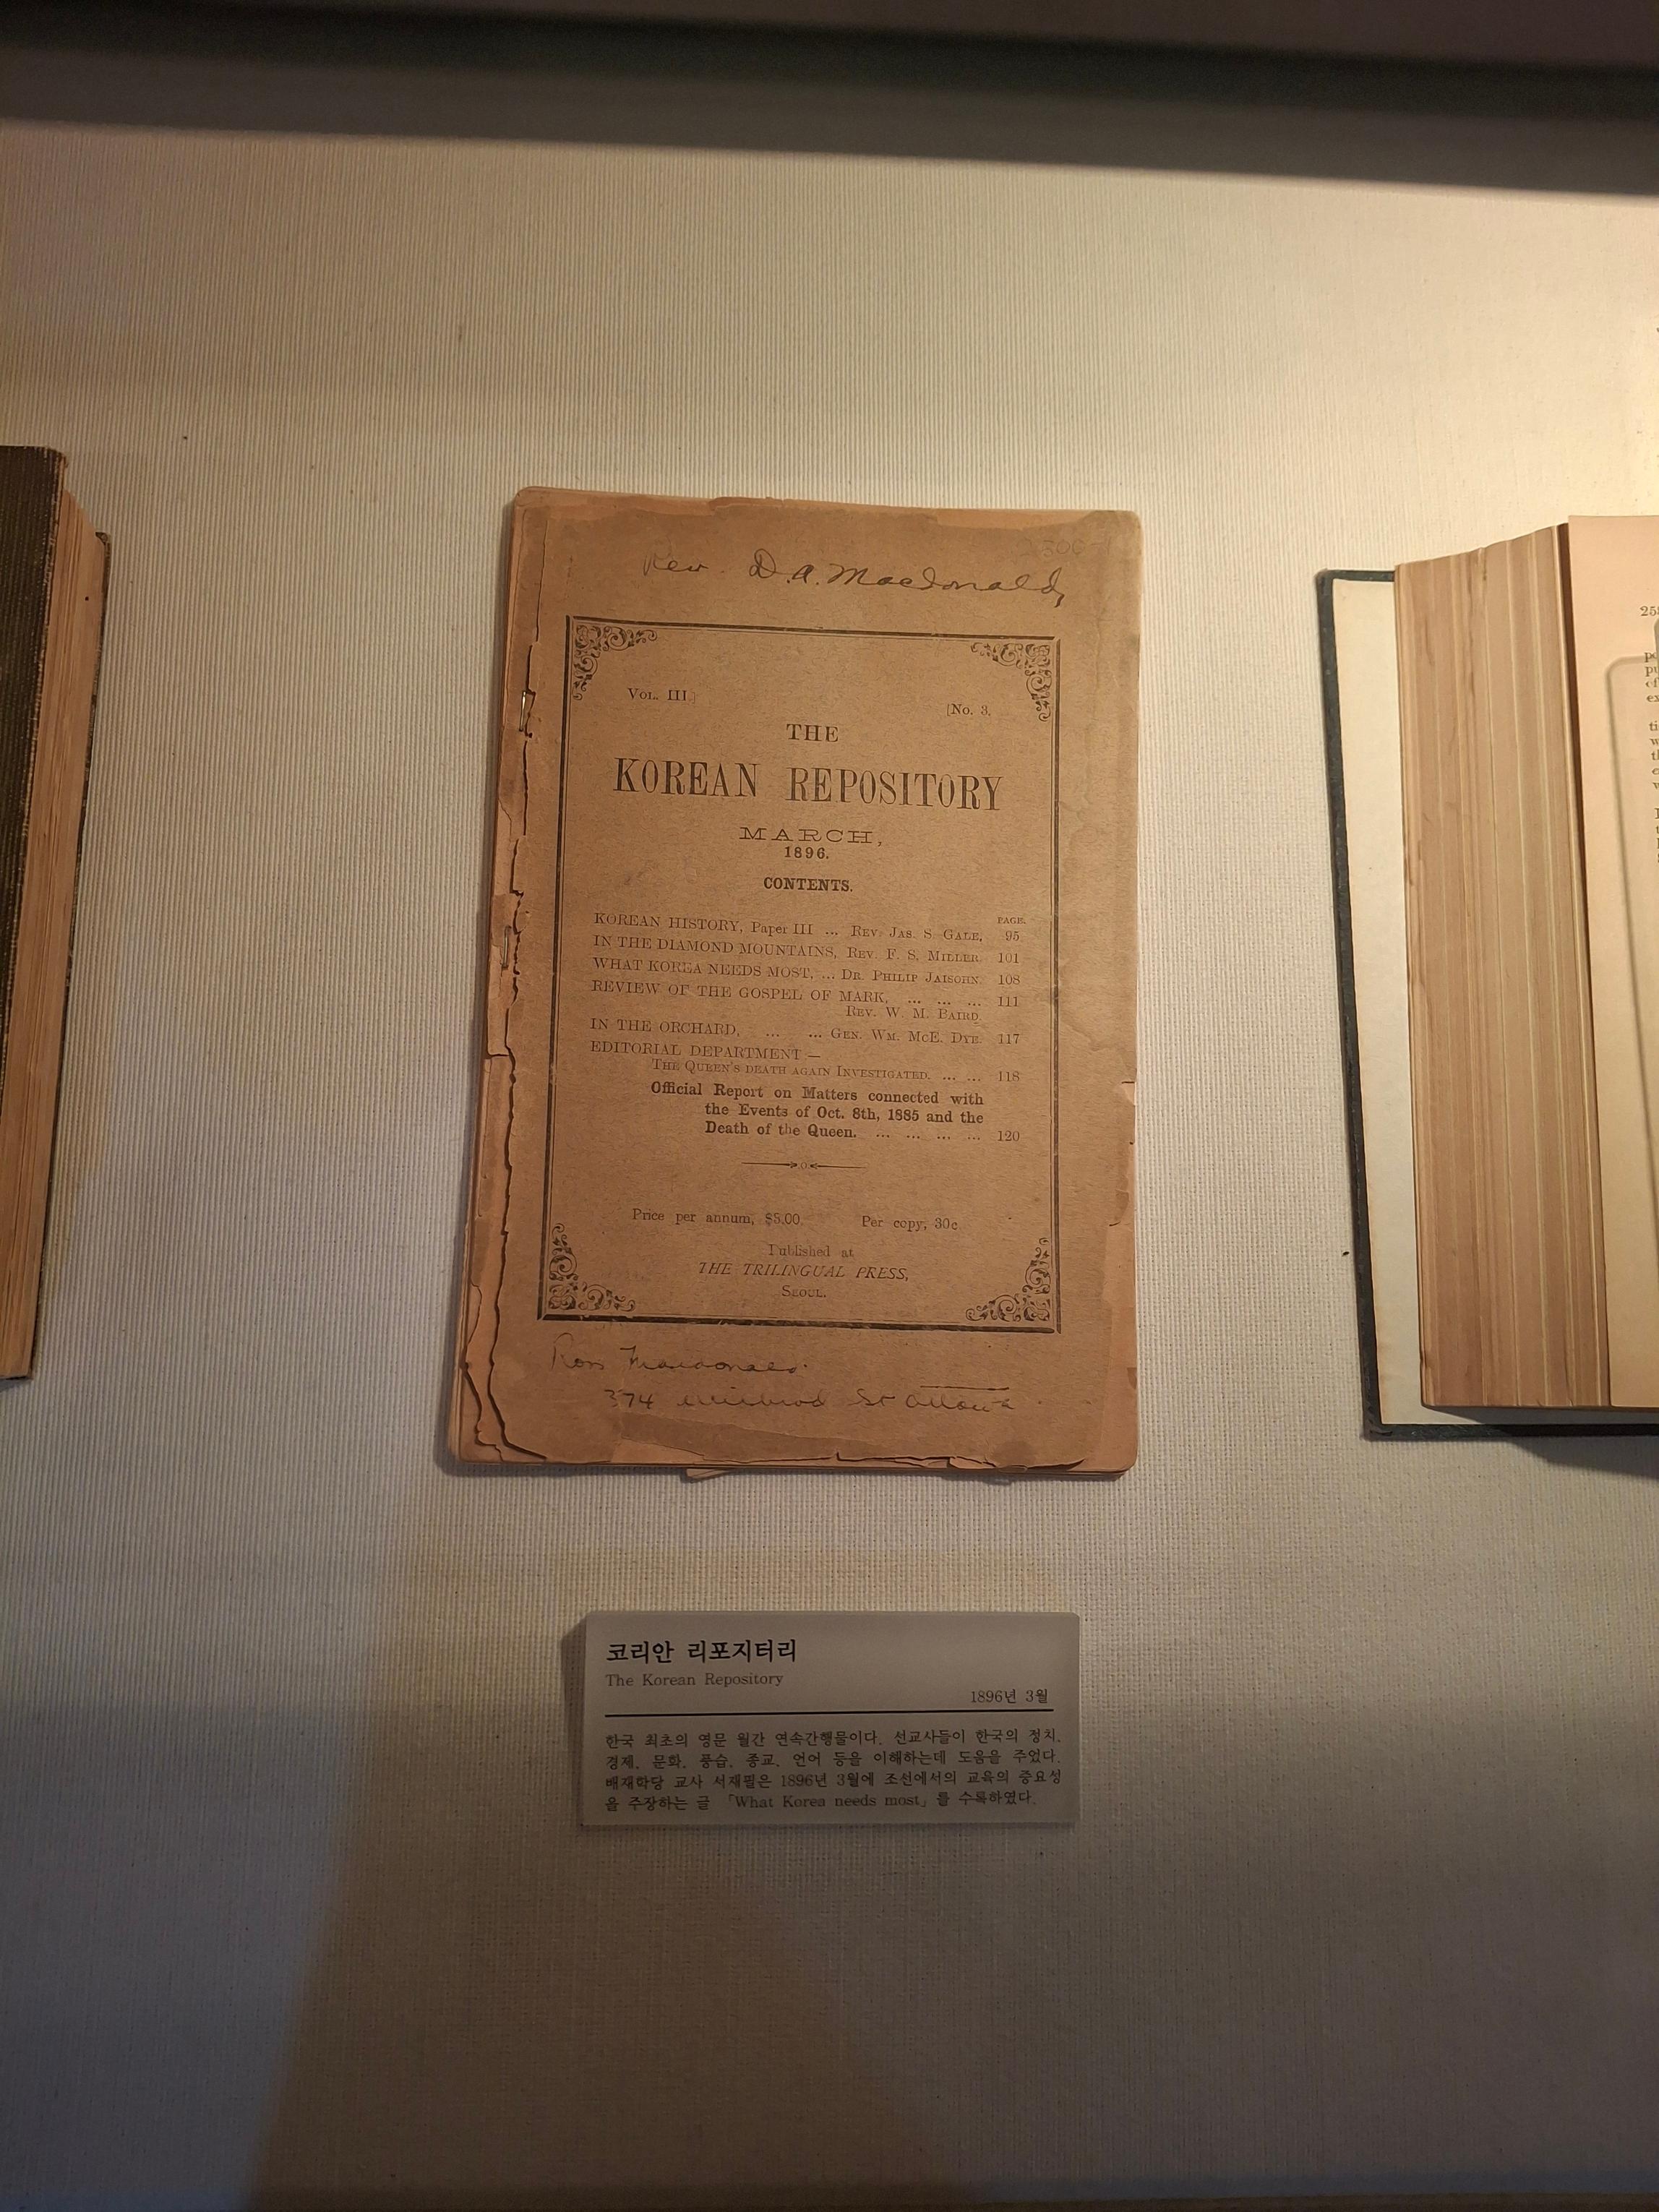 Rev. D. A. Macdonald,
VOL. III.]
[No. 3.
THE
KOREAN REPOSITORY
MARCH,
1896.
CONTENTS.
PAGE.
KOREAN HISTORY, Paper III ... REV. JAS. S. GALE, 95
IN THE DIAMOND MOUNTAINS, REV. F. S. MILLER. 101
WHAT KOREA NEEDS MOST, ... DR. PHILIP JAISOHN. 108
REVIEW OF THE GOSPEL OF MARK, ... ... ... 111
REV. W. M. BAIRD.
IN THE ORCHARD, ... ... GEN. WM. MCE. DYE. 117
EDITORIAL DEPARTMENT:—
THE QUEEN'S DEATH AGAIN INVESTIGATED. ... ... 118
Official Report on Matters connected with
the Events of Oct. 8th, 1885 and the
Death of the Queen. ... ... ... ... 120
Price per annum, $5.00. Per copy, 30c.
Published at
THE TRILINGUAL PRESS,
SEOUL.
Ross Macdonald.
374 St Ottawa
코리안 리포지터리
The Korean Repository
1896년 3월
한국 최초의 영문 월간 연속간행물이다. 선교사들이 한국의 정치,
경제, 문화, 풍습, 종교, 언어 등을 이해하는데 도움을 주었다.
배재학당 교사 서재필은 1896년 3월에 조선에서의 교육의 중요성
을 주장하는 글 「What Korea needs most」를 수록하였다.